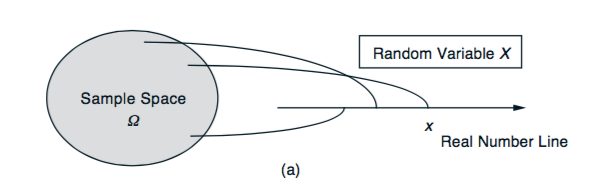 Random Variable X
Sample Space
Ω
x
Real Number Line
(a)